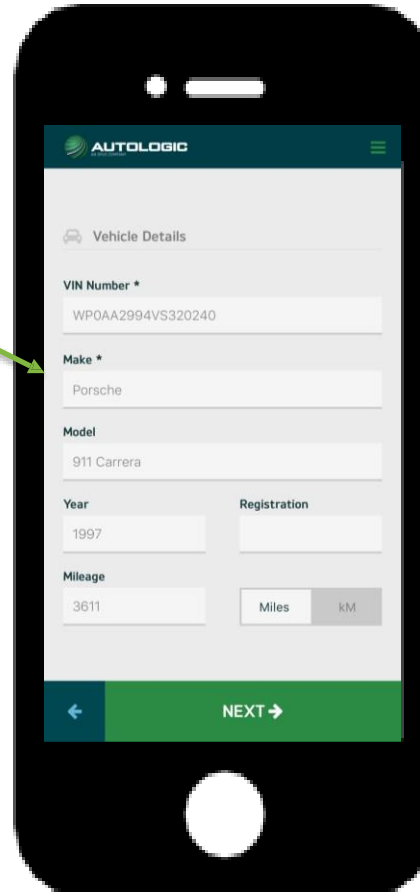 AUTOLOGIC
Vehicle Details
VIN Number *
WP0AA2994VS320240
Make *
Porsche
Model
911 Carrera
Year Registration
1997
Mileage
3611 Miles kM
NEXT